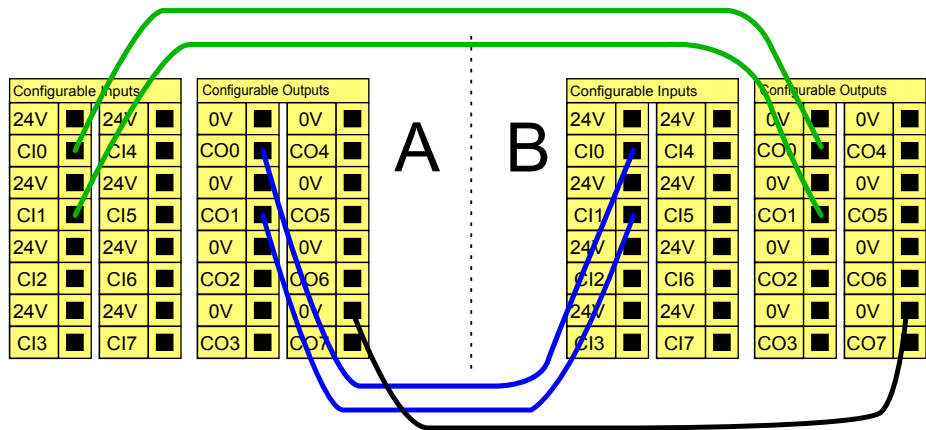 Configurable Inputs
24V 24V
CI0 CI4
24V 24V
CI1 CI5
24V 24V
CI2 CI6
24V 24V
CI3 CI7
Configurable Outputs
0V 0V
CO0 CO4
0V 0V
CO1 CO5
0V 0V
CO2 CO6
0V 0V
CO3 CO7
A
B
Configurable Inputs
24V 24V
CI0 CI4
24V 24V
CI1 CI5
24V 24V
CI2 CI6
24V 24V
CI3 CI7
Configurable Outputs
0V 0V
CO0 CO4
0V 0V
CO1 CO5
0V 0V
CO2 CO6
0V 0V
CO3 CO7